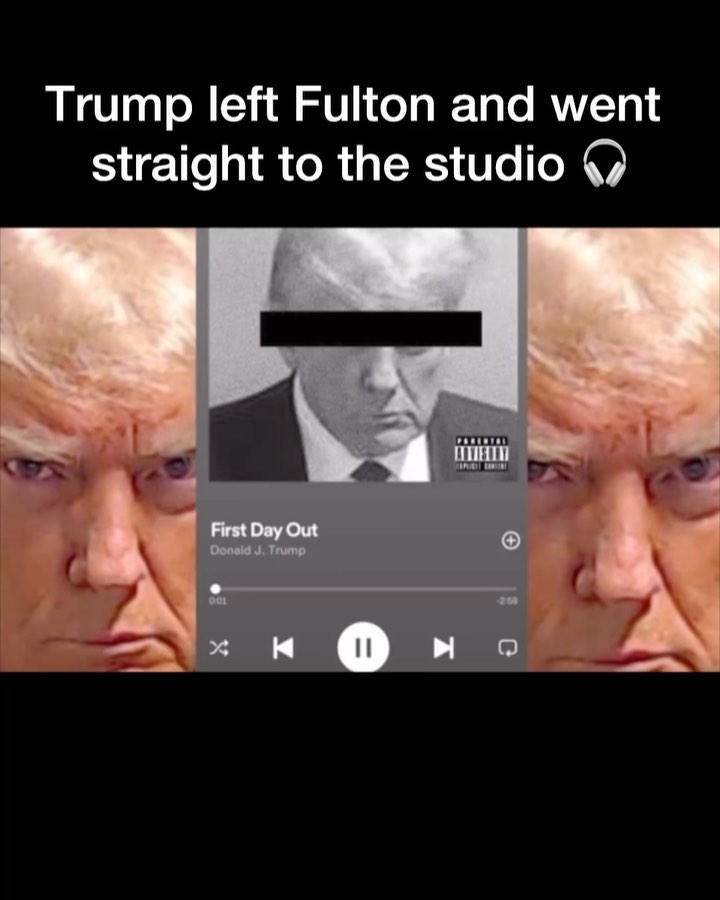 Trump left Fulton and went
straight to the studio 🎧
PARENTAL
ADVISORY
EXPLICIT CONTENT
First Day Out
Donald J. Trump
0:01
-2:58